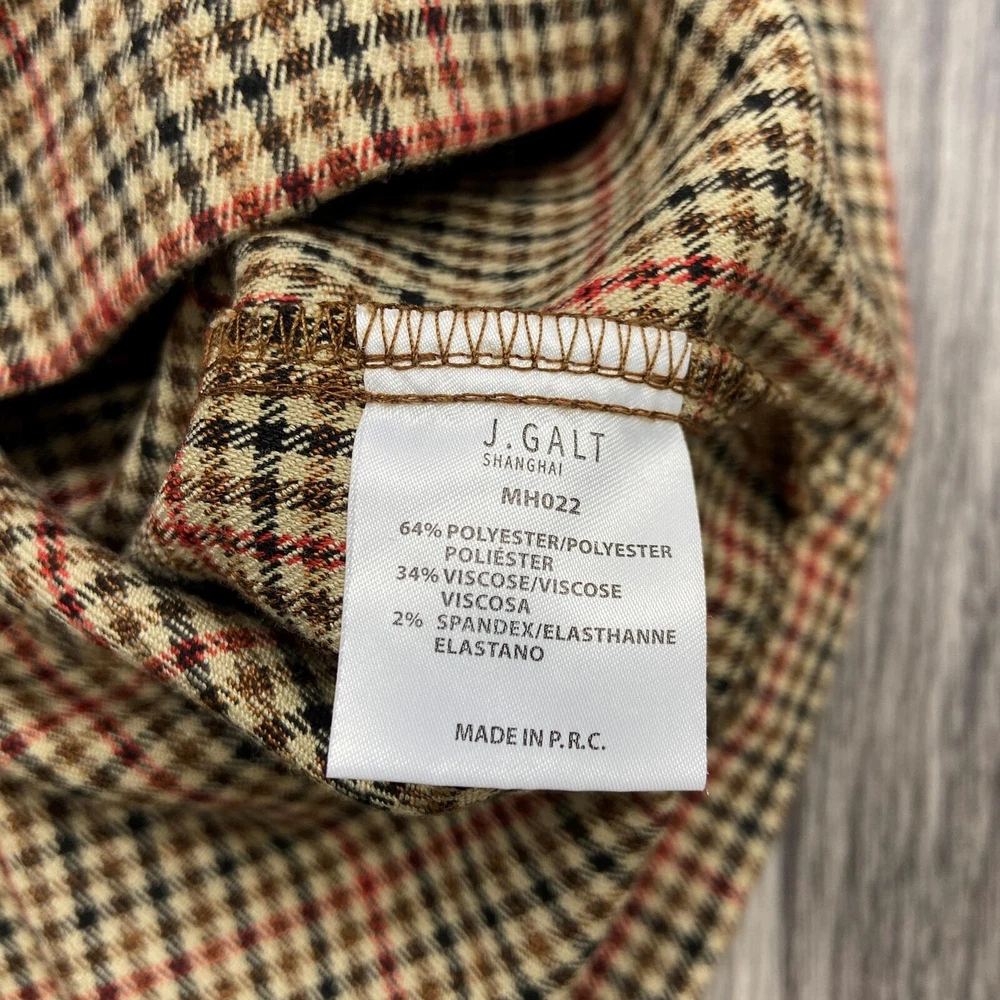 J.GALT
SHANGHAI
MH022
64% POLYESTER/POLYESTER
POLIÉSTER
34% VISCOSE/VISCOSE
VISCOSA
2% SPANDEX/ELASTHANNE
ELASTANO
MADE IN P.R.C.